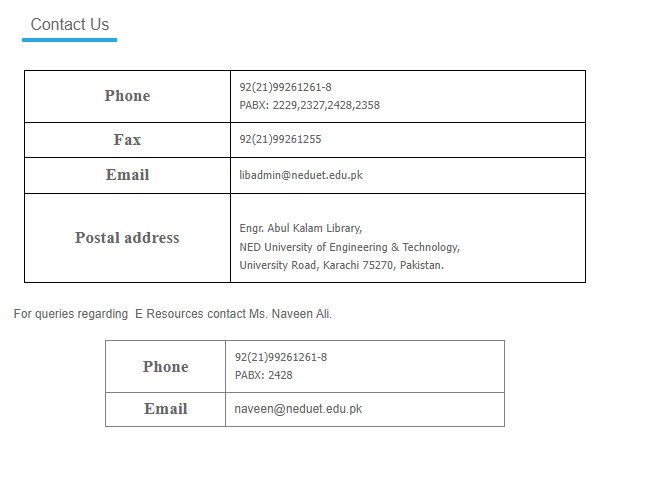 Contact Us
Phone
92(21)99261261-8
PABX: 2229,2327,2428,2358
Fax
92(21)99261255
Email
libadmin@neduet.edu.pk
Postal address
Engr. Abul Kalam Library,
NED University of Engineering & Technology,
University Road, Karachi 75270, Pakistan.
For queries regarding  E Resources contact Ms. Naveen Ali.
Phone
92(21)99261261-8
PABX: 2428
Email
naveen@neduet.edu.pk